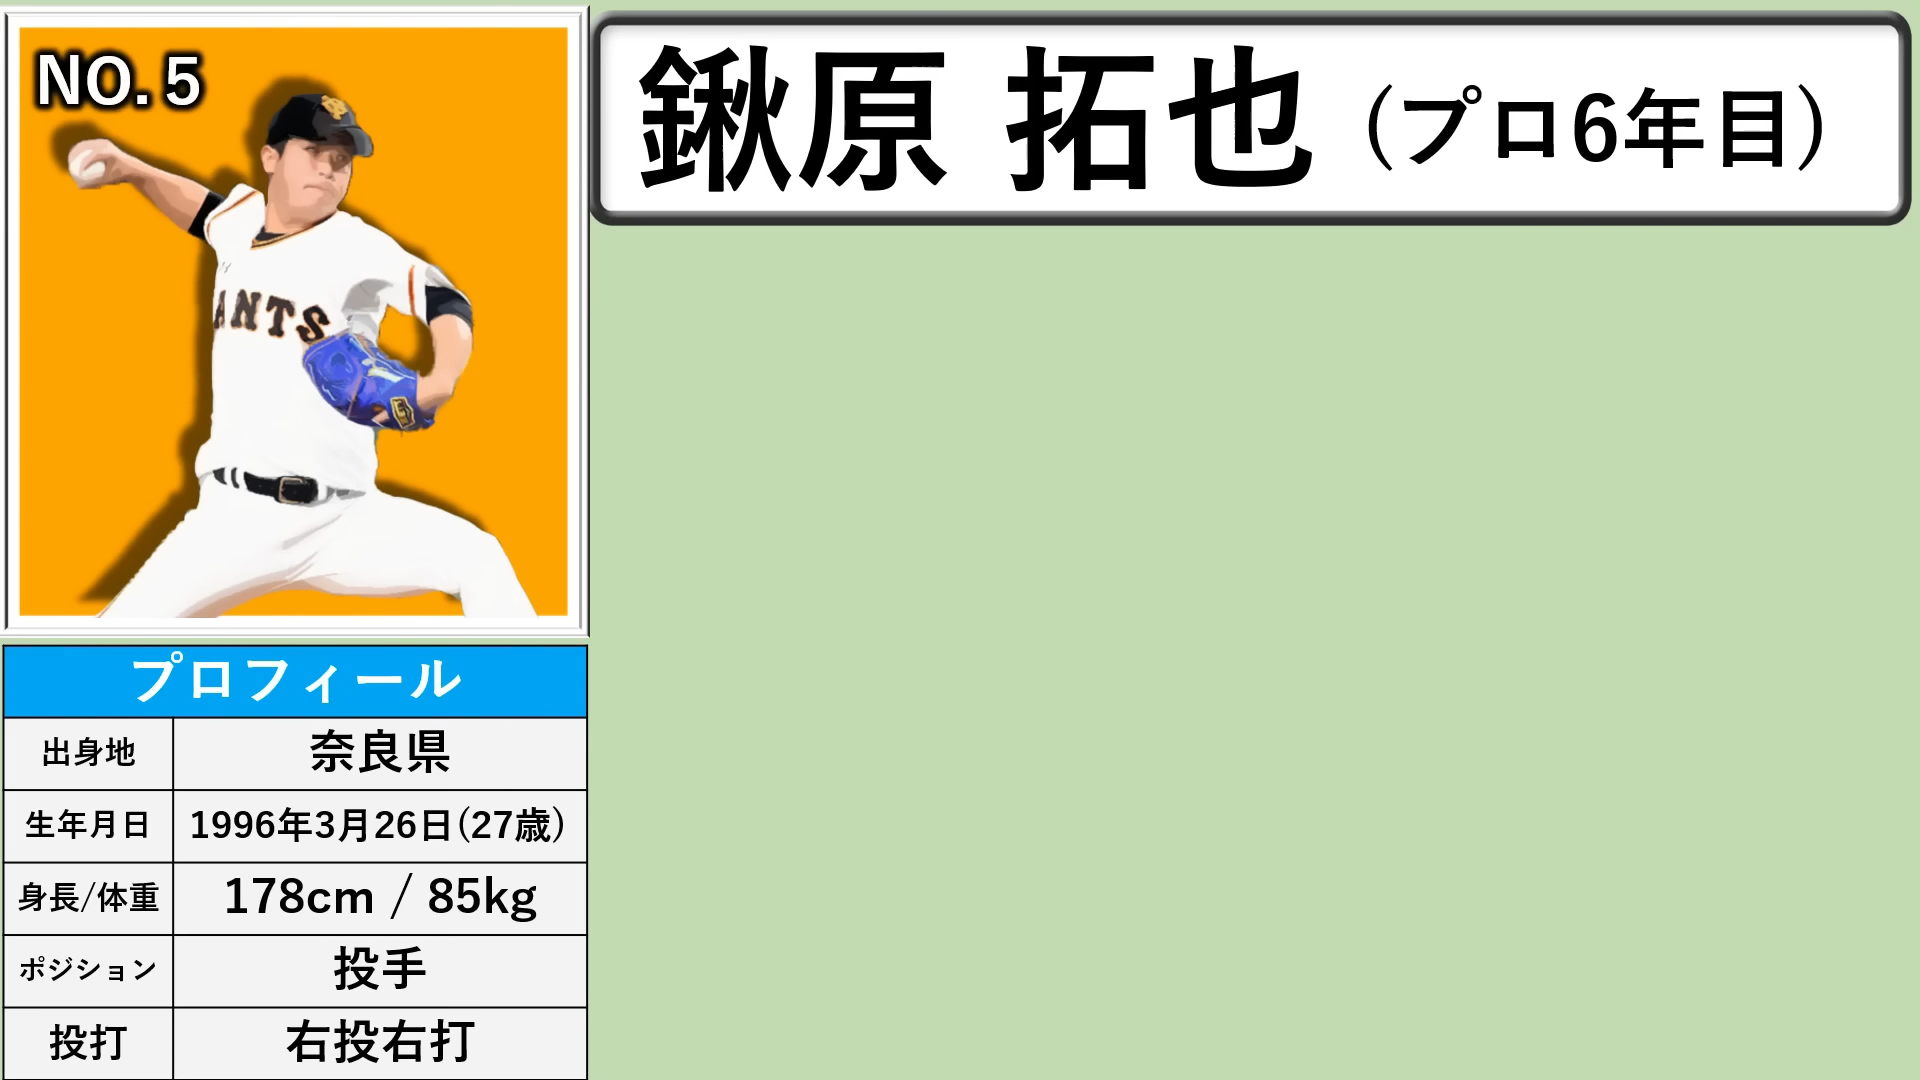 NO.5
鍬原 拓也 (プロ6年目)
ANTS
プロフィール
出身地 奈良県
生年月日 1996年3月26日(27歳)
身長/体重 178cm / 85kg
ポジション 投手
投打 右投右打